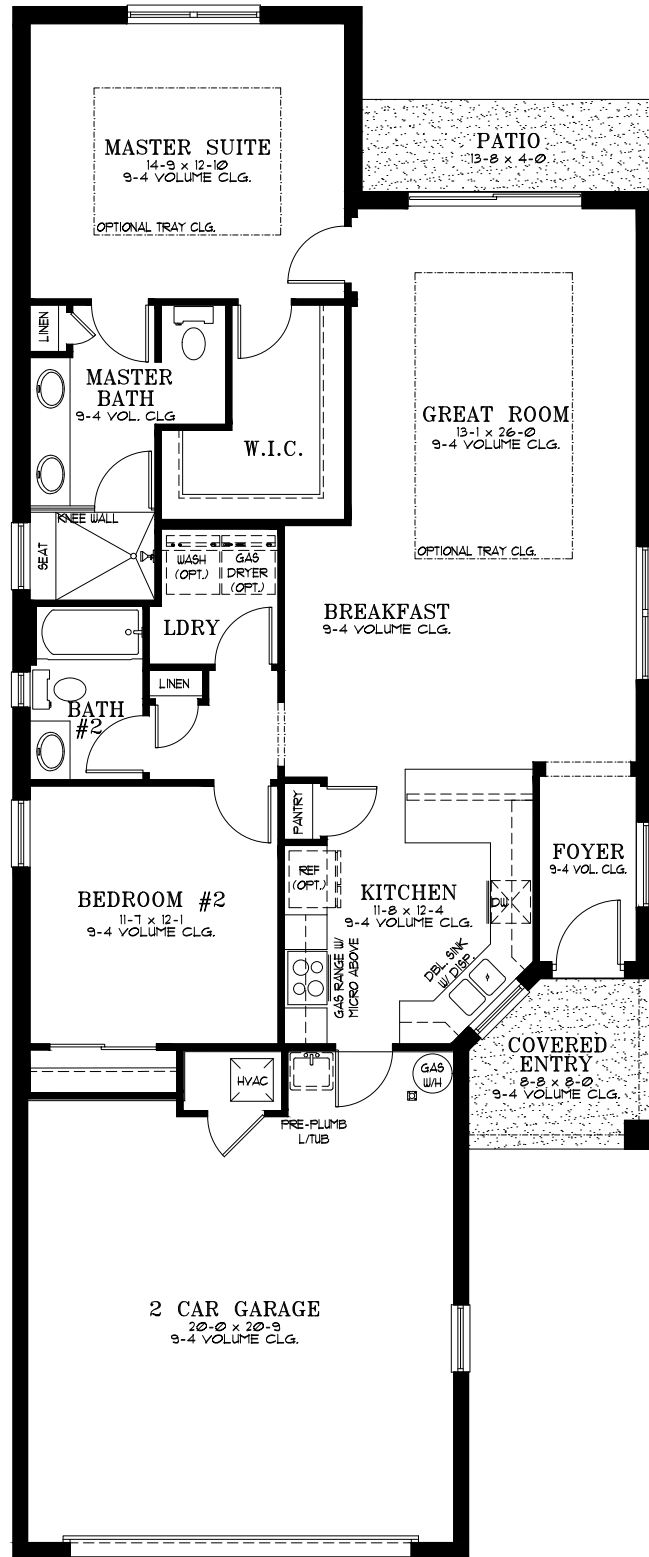 MASTER SUITE
14-9 x 12-10
9-4 VOLUME CLG.
OPTIONAL TRAY CLG.
PATIO
13-8 x 4-0
LINEN
MASTER
BATH
9-4 VOL. CLG
W.I.C.
GREAT ROOM
13-1 x 26-0
9-4 VOLUME CLG.
OPTIONAL TRAY CLG.
KNEE WALL
SEAT
WASH
(OPT.)
GAS
DRYER
(OPT.)
LDRY
BREAKFAST
9-4 VOLUME CLG.
LINEN
BATH
#2
PANTRY
FOYER
9-4 VOL. CLG.
REF
(OPT.)
KITCHEN
11-8 x 12-4
9-4 VOLUME CLG.
DW
BEDROOM #2
11-7 x 12-1
9-4 VOLUME CLG.
GAS RANGE W/
MICRO ABOVE
DBL. SINK
W/ DISP.
COVERED
ENTRY
8-8 x 8-0
9-4 VOLUME CLG.
HVAC
GAS
W/H
PRE-PLUMB
L/TUB
2 CAR GARAGE
20-0 x 20-9
9-4 VOLUME CLG.